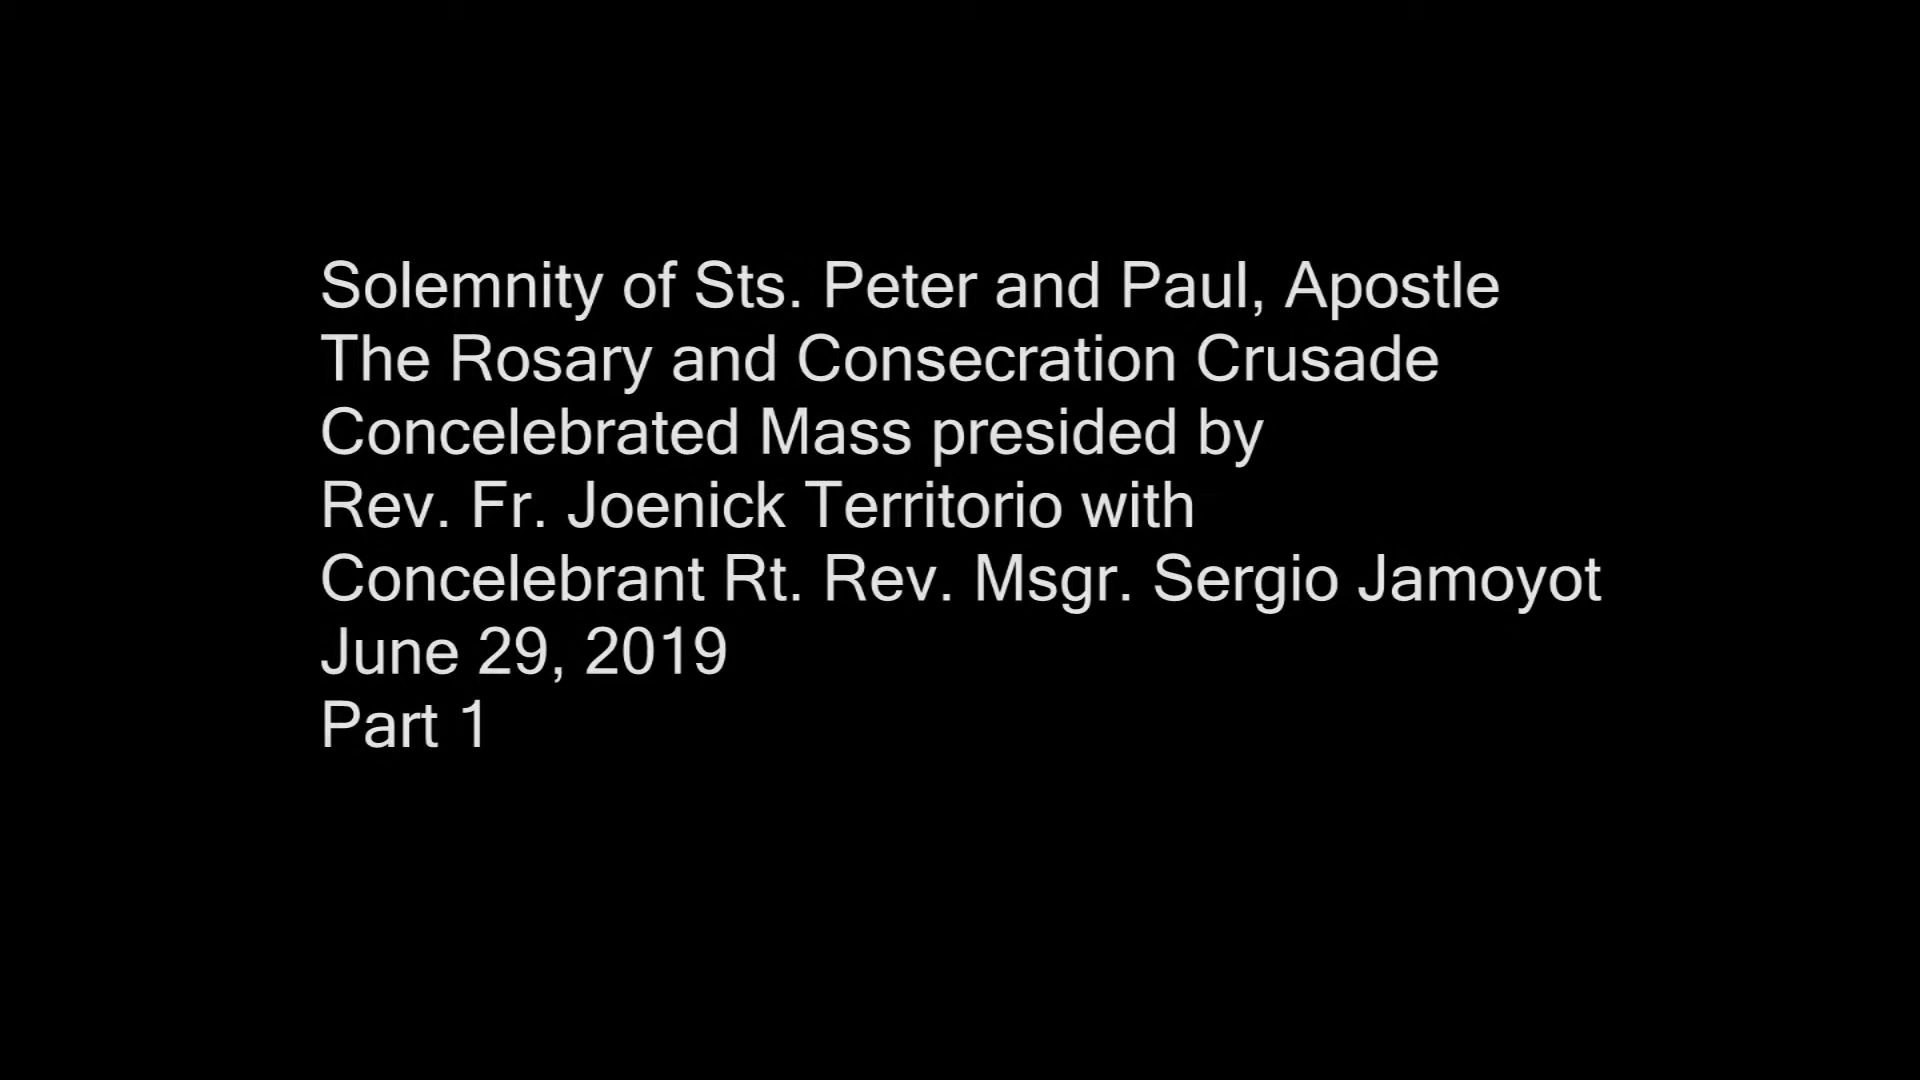 Solemnity of Sts. Peter and Paul, Apostle
The Rosary and Consecration Crusade
Concelebrated Mass presided by
Rev. Fr. Joenick Territorio with
Concelebrant Rt. Rev. Msgr. Sergio Jamoyot
June 29, 2019
Part 1